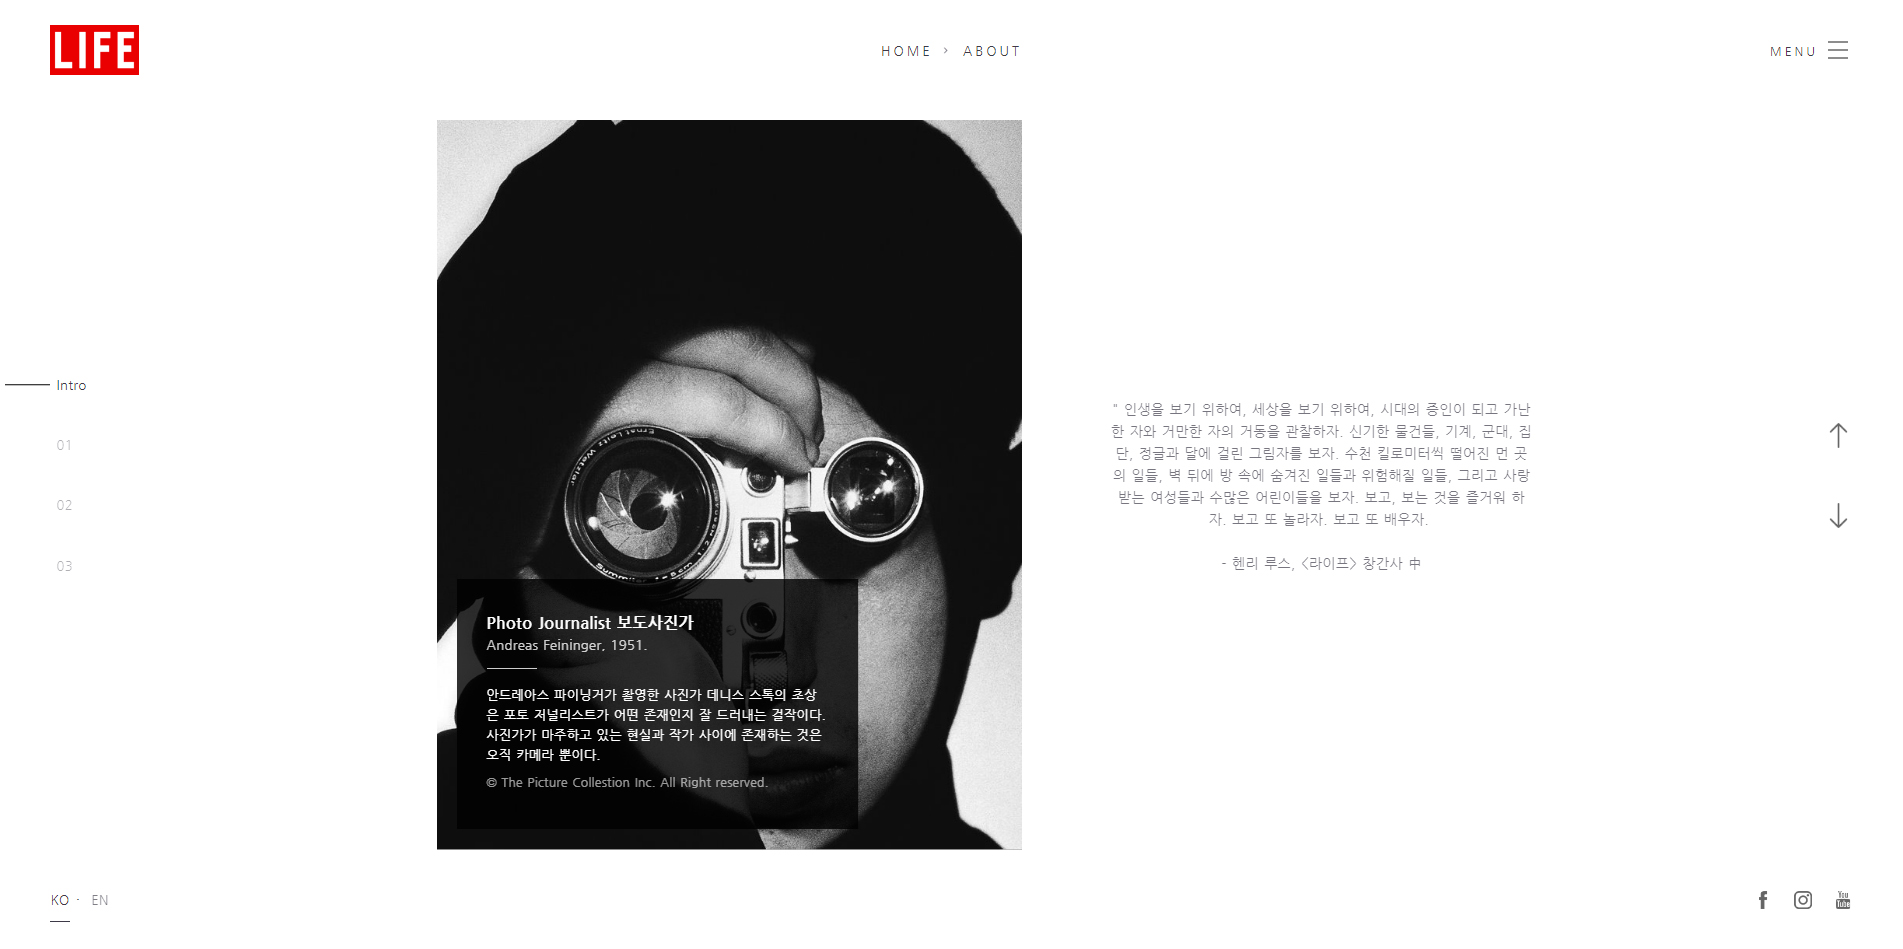 LIFE
HOME › ABOUT
MENU
Intro
01
02
03
Ernst Leitz Wetzlar
Summilar
Photo Journalist 보도사진가
Andreas Feininger, 1951.
안드레아스 파이닝거가 촬영한 사진가 데니스 스톡의 초상
은 포토 저널리스트가 어떤 존재인지 잘 드러내는 걸작이다.
사진가가 마주하고 있는 현실과 작가 사이에 존재하는 것은
오직 카메라 뿐이다.
© The Picture Collestion Inc. All Right reserved.
" 인생을 보기 위하여, 세상을 보기 위하여, 시대의 증인이 되고 가난
한 자와 거만한 자의 거동을 관찰하자. 신기한 물건들, 기계, 군대, 집
단, 정글과 달에 걸린 그림자를 보자. 수천 킬로미터씩 떨어진 먼 곳
의 일들, 벽 뒤에 방 속에 숨겨진 일들과 위험해질 일들, 그리고 사랑
받는 여성들과 수많은 어린이들을 보자. 보고, 보는 것을 즐거워 하
자. 보고 또 놀라자. 보고 또 배우자.
- 헨리 루스, <라이프> 창간사 中
KO · EN
You Tube